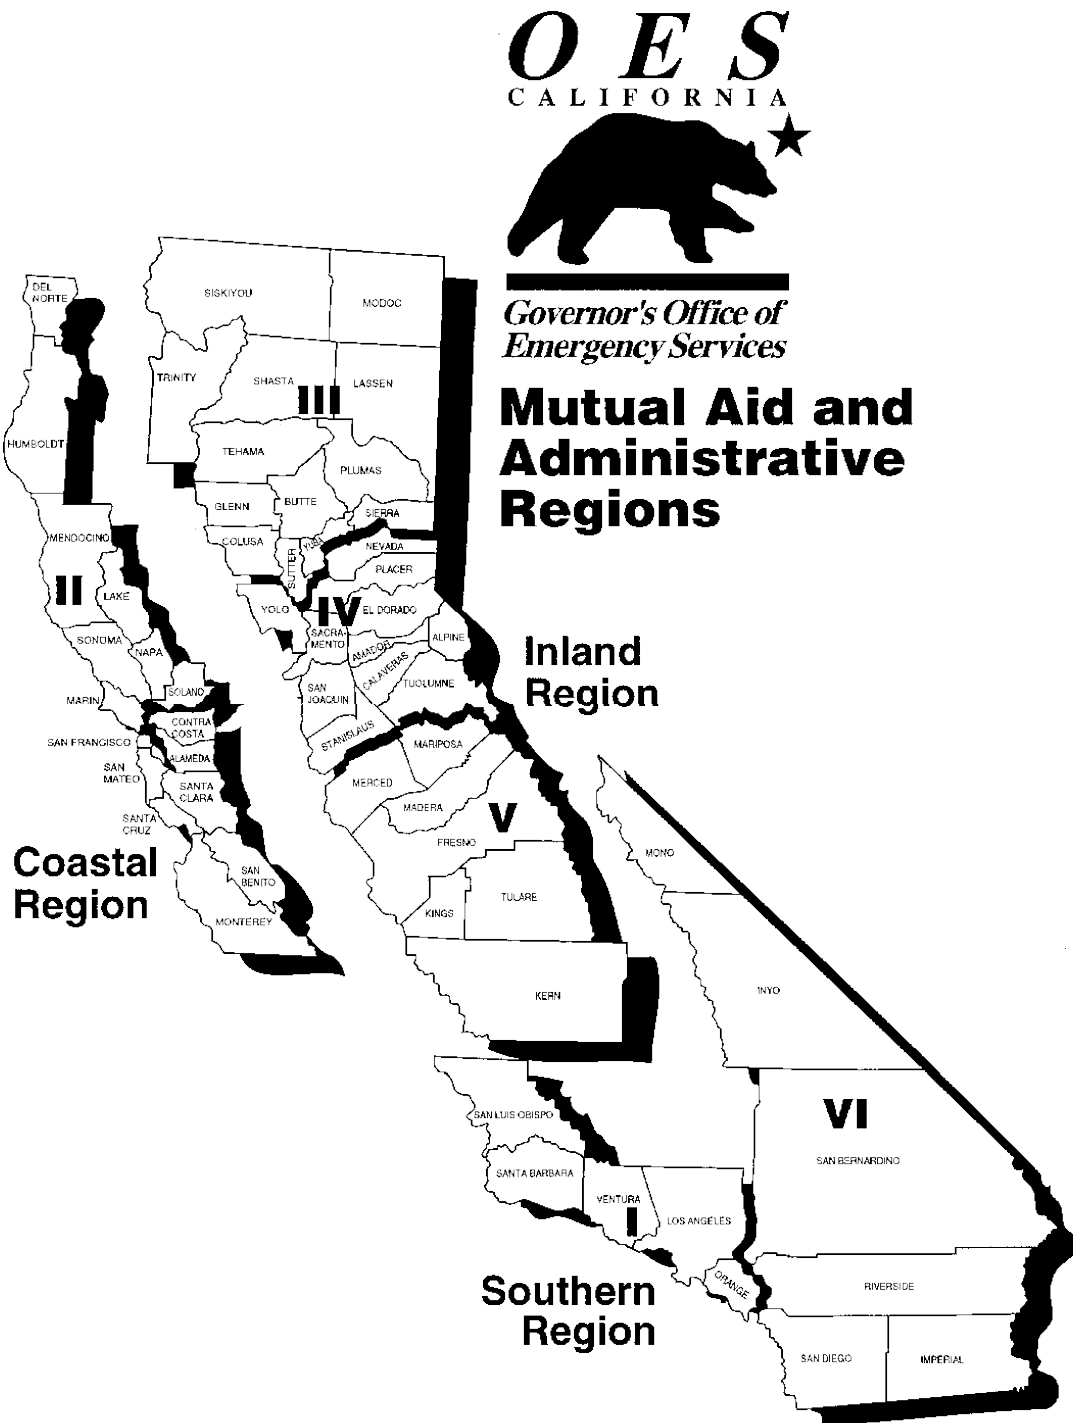 OES
CALIFORNIA
Governor's Office of
Emergency Services
Mutual Aid and
Administrative
Regions
DEL
NORTE
HUMBOLDT
MENDOCINO
II
LAKE
SONOMA
NAPA
MARIN
SOLANO
CONTRA
COSTA
SAN FRANCISCO
ALAMEDA
SAN
MATEO
SANTA
CLARA
SANTA
CRUZ
SAN
BENITO
MONTEREY
Coastal
Region
SISKIYOU
MODOC
TRINITY
SHASTA
LASSEN
III
TEHAMA
PLUMAS
GLENN
BUTTE
SIERRA
COLUSA
SUTTER
YUBA
NEVADA
PLACER
YOLO
IV
EL DORADO
SACRA-
MENTO
AMADOR
ALPINE
CALAVERAS
TUOLUMNE
SAN
JOAQUIN
STANISLAUS
MARIPOSA
MERCED
MADERA
V
FRESNO
TULARE
KINGS
KERN
Inland
Region
MONO
INYO
VI
SAN BERNARDINO
SAN LUIS OBISPO
SANTA BARBARA
VENTURA
I
LOS ANGELES
ORANGE
RIVERSIDE
SAN DIEGO
IMPERIAL
Southern
Region